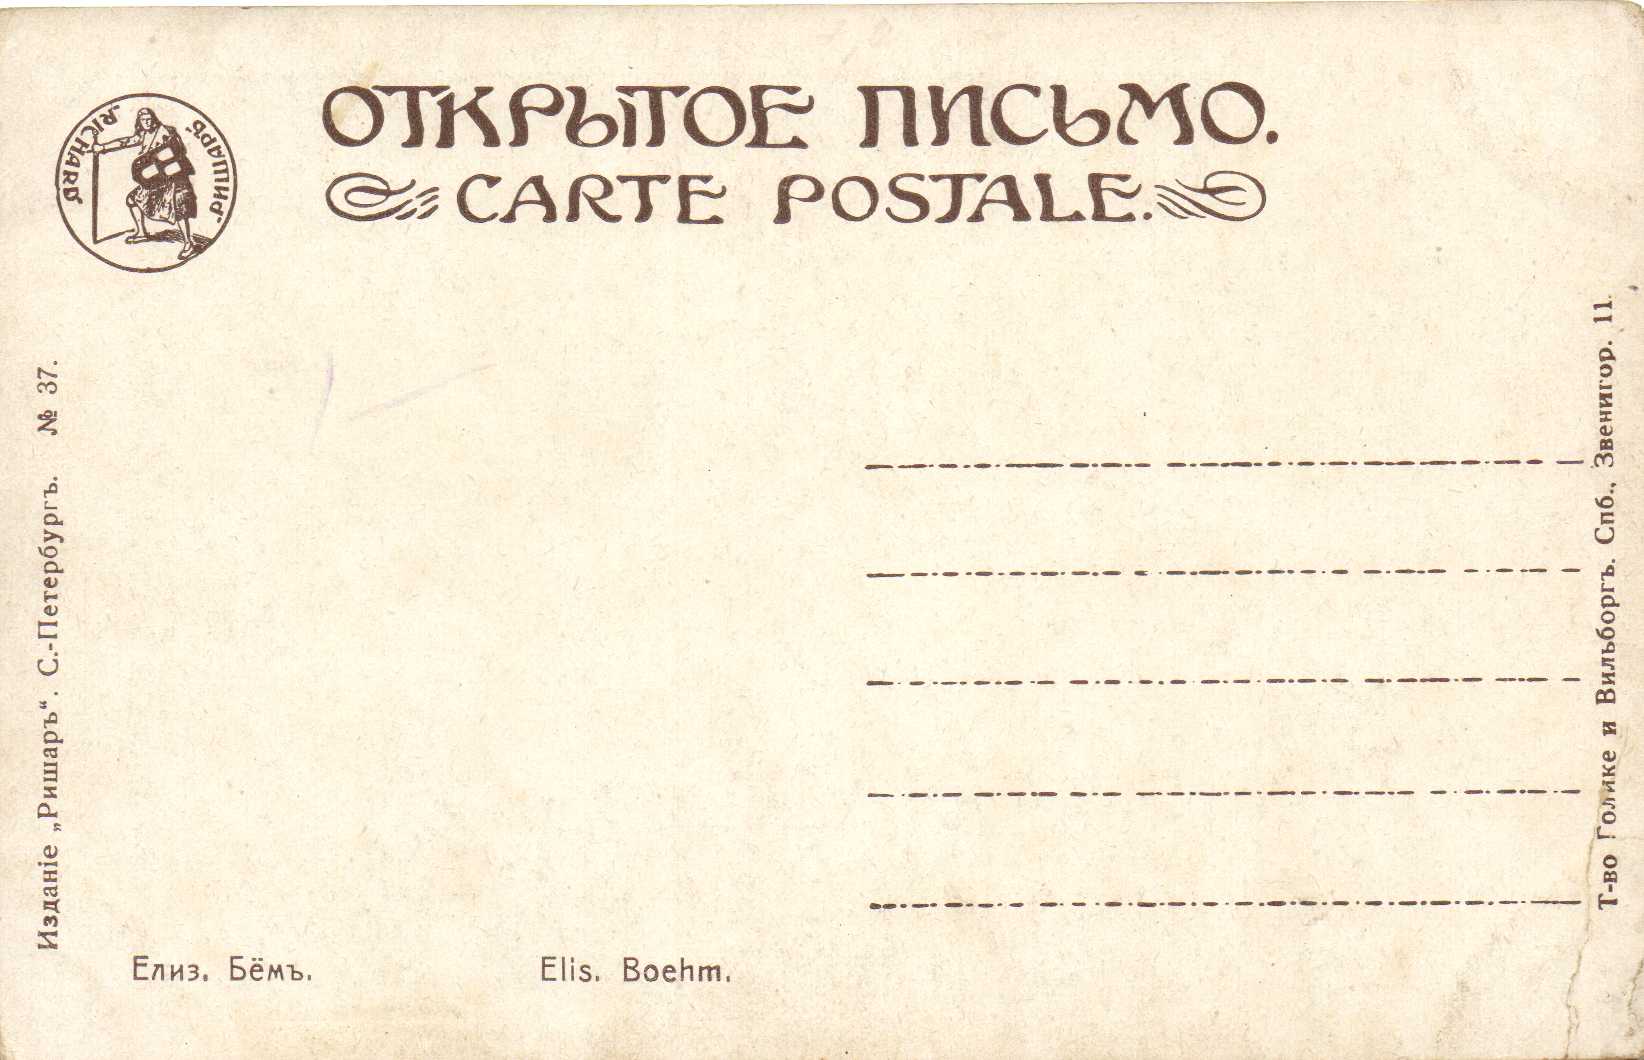 „RICHARD“
„РИШАРЪ“
ОТКРЫТОЕ ПИСЬМО.
CARTE POSTALE.
Изданіе „Ришаръ“. С.-Петербургъ. № 37.
Т-во Голике и Вильборгъ. Спб., Звенигор. 11.
Елиз. Бёмъ.
Elis. Boehm.